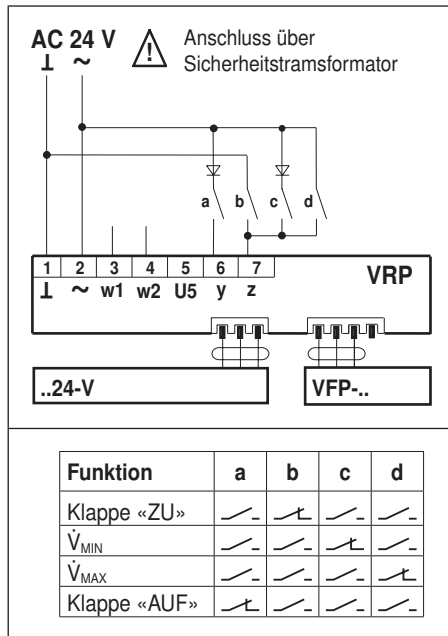 AC 24 V
⊥ ~
Anschluss über
Sicherheitstramsformator
a b c d
1 2 3 4 5 6 7
⊥ ~ w1 w2 U5 y z
VRP
..24-V
VFP-..
Funktion a b c d
Klappe «ZU»
V̇MIN
V̇MAX
Klappe «AUF»